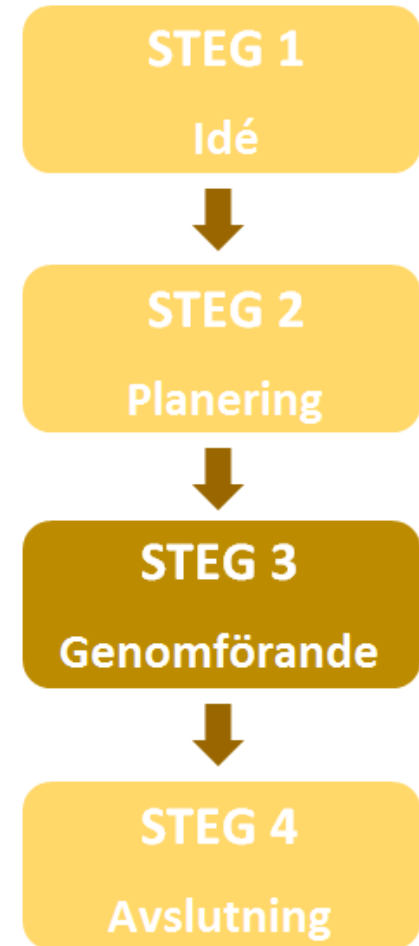 STEG 1
Idé
STEG 2
Planering
STEG 3
Genomförande
STEG 4
Avslutning